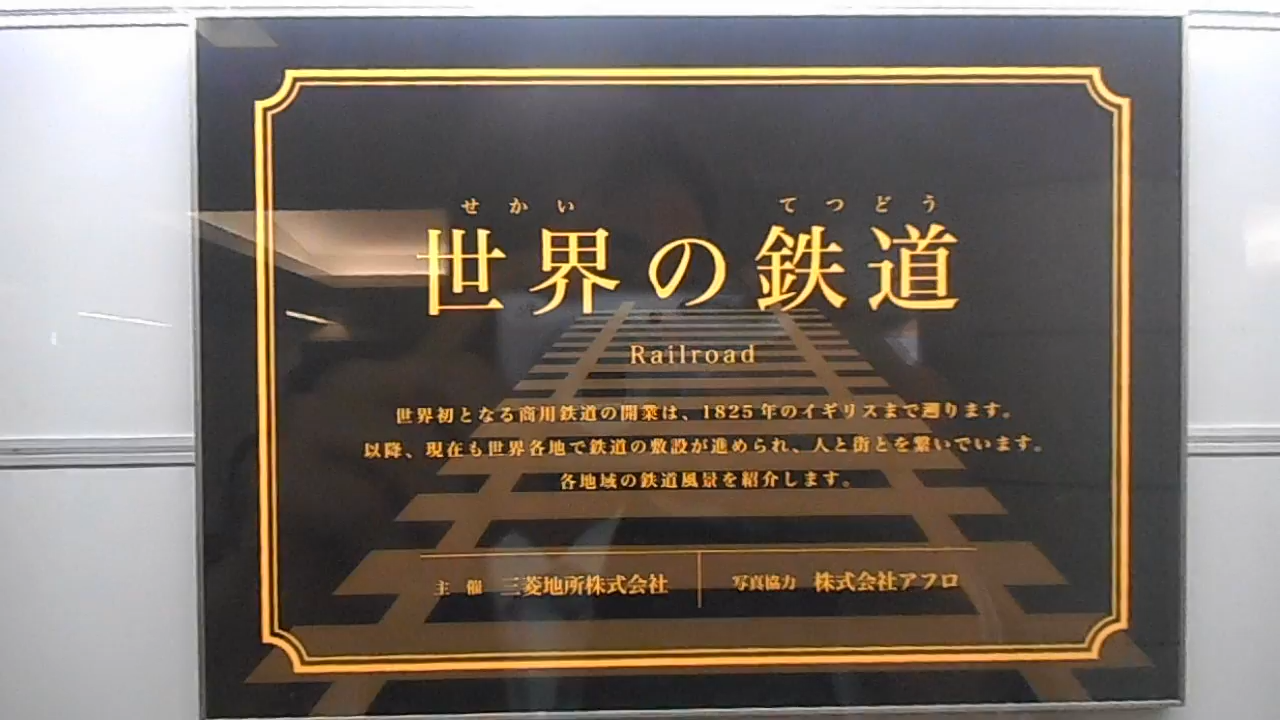 せかい てつどう
世界の鉄道
Railroad
世界初となる商用鉄道の開業は、1825年のイギリスまで遡ります。
以降、現在も世界各地で鉄道の敷設が進められ、人と街とを繋いでいます。
各地域の鉄道風景を紹介します。
主 催 三菱地所株式会社 写真協力 株式会社アフロ